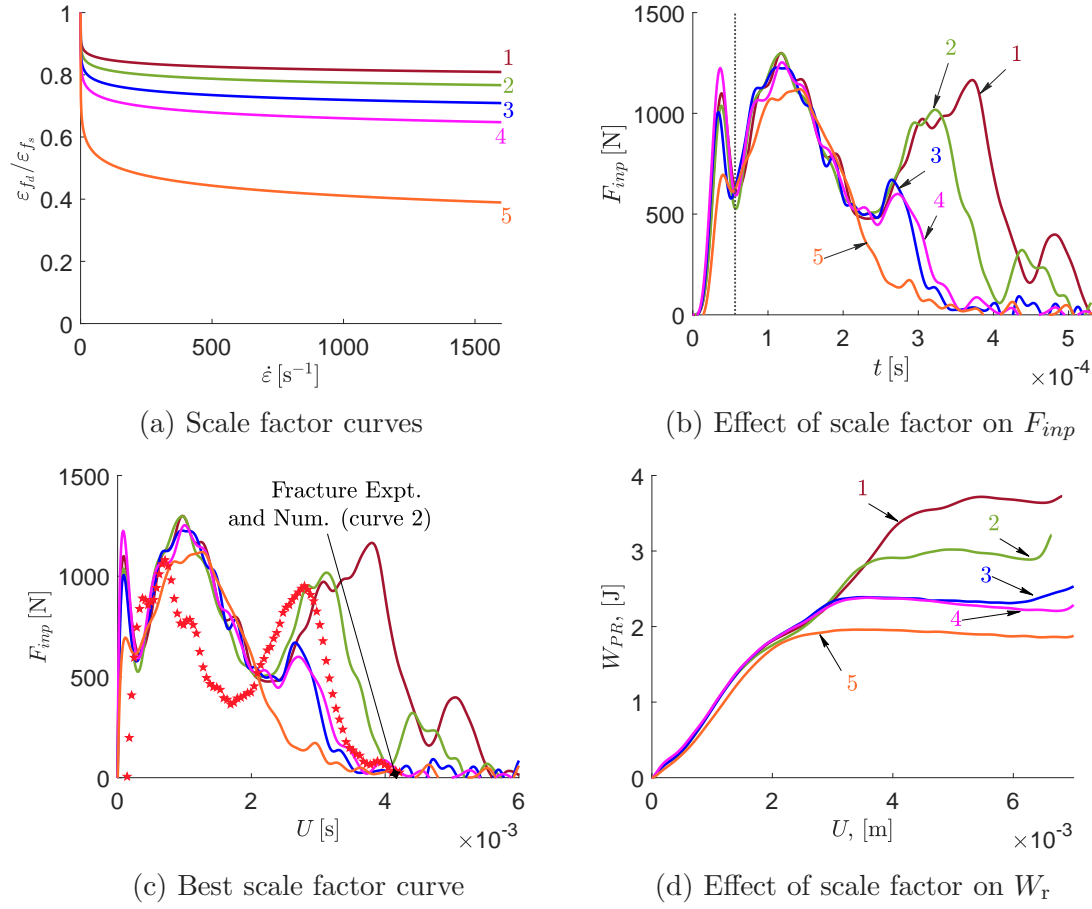 1
0.8
0.6
0.4
0.2
0
0 500 1000 1500
ε_{f_d}/ε_{f_s}
ε̇ [s⁻¹]
1
2
3
4
5
(a) Scale factor curves
1500
1000
500
0
0 1 2 3 4 5
F_{inp} [N]
t [s]
×10⁻⁴
2
1
3
4
5
(b) Effect of scale factor on F_{inp}
1500
1000
500
0
0 2 4 6
F_{inp} [N]
U [s]
×10⁻³
Fracture Expt.
and Num. (curve 2)
(c) Best scale factor curve
4
3
2
1
0
0 2 4 6
W_{PR}, [J]
U, [m]
×10⁻³
1
2
3
4
5
(d) Effect of scale factor on W_r